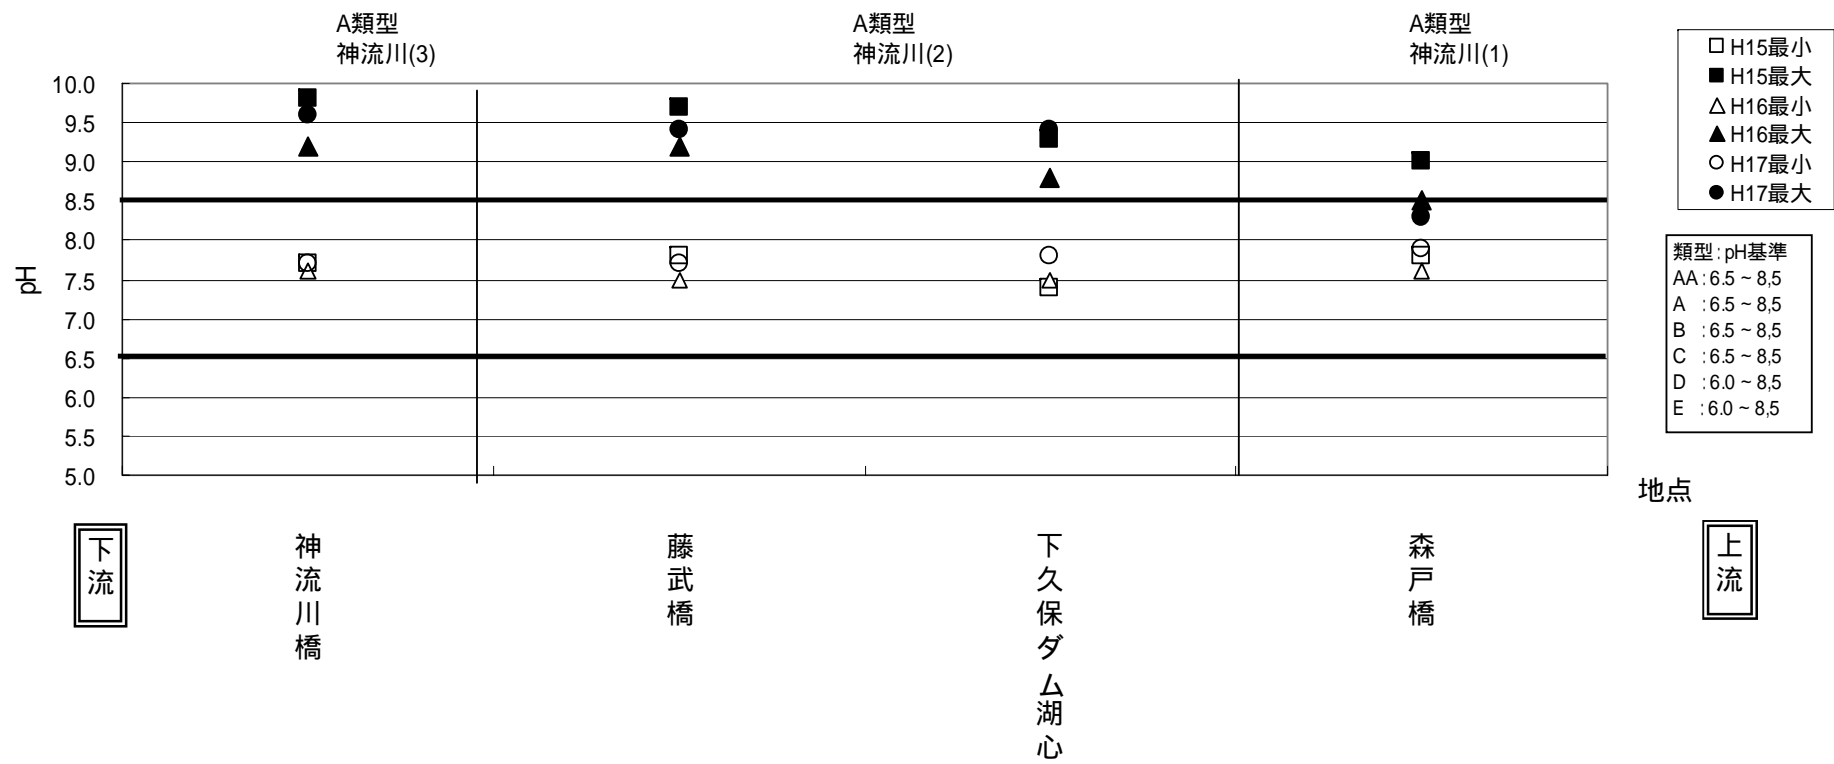 A類型
神流川(3)
A類型
神流川(2)
A類型
神流川(1)
10.0
9.5
9.0
8.5
8.0
7.5
7.0
6.5
6.0
5.5
5.0
pH
H15最小
H15最大
H16最小
H16最大
H17最小
H17最大
類型:pH基準
AA:6.5~8,5
A :6.5~8,5
B :6.5~8,5
C :6.5~8,5
D :6.0~8,5
E :6.0~8,5
地点
下流
神流川橋
藤武橋
下久保ダム湖心
森戸橋
上流